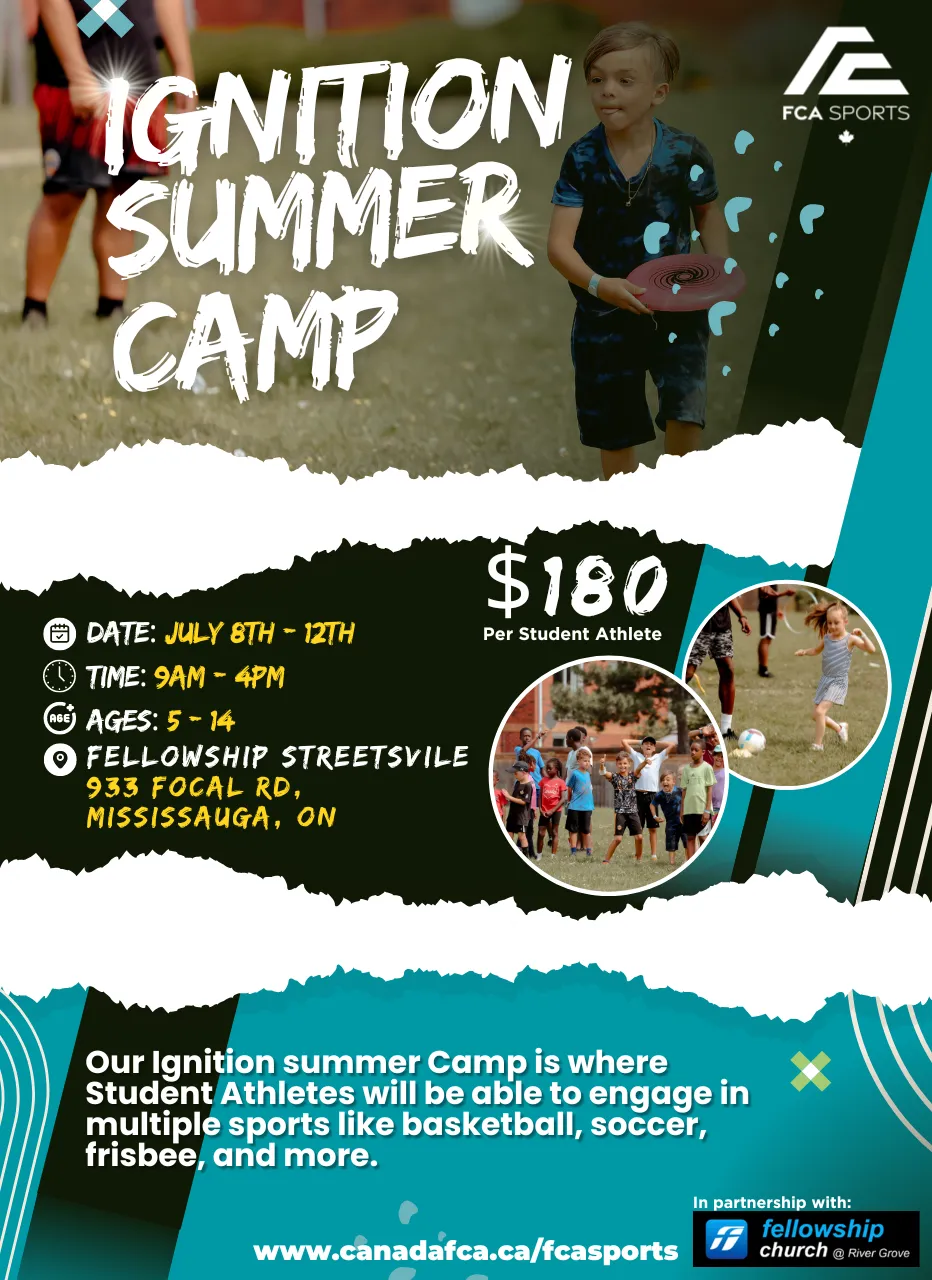 IGNITION
SUMMER
CAMP
FCA SPORTS
$180
Per Student Athlete
DATE: JULY 8TH - 12TH
TIME: 9AM - 4PM
AGE+
AGES: 5 - 14
FELLOWSHIP STREETSVILE
933 FOCAL RD,
MISSISSAUGA, ON
Our Ignition summer Camp is where
Student Athletes will be able to engage in
multiple sports like basketball, soccer,
frisbee, and more.
In partnership with:
fellowship
church @ River Grove
www.canadafca.ca/fcasports